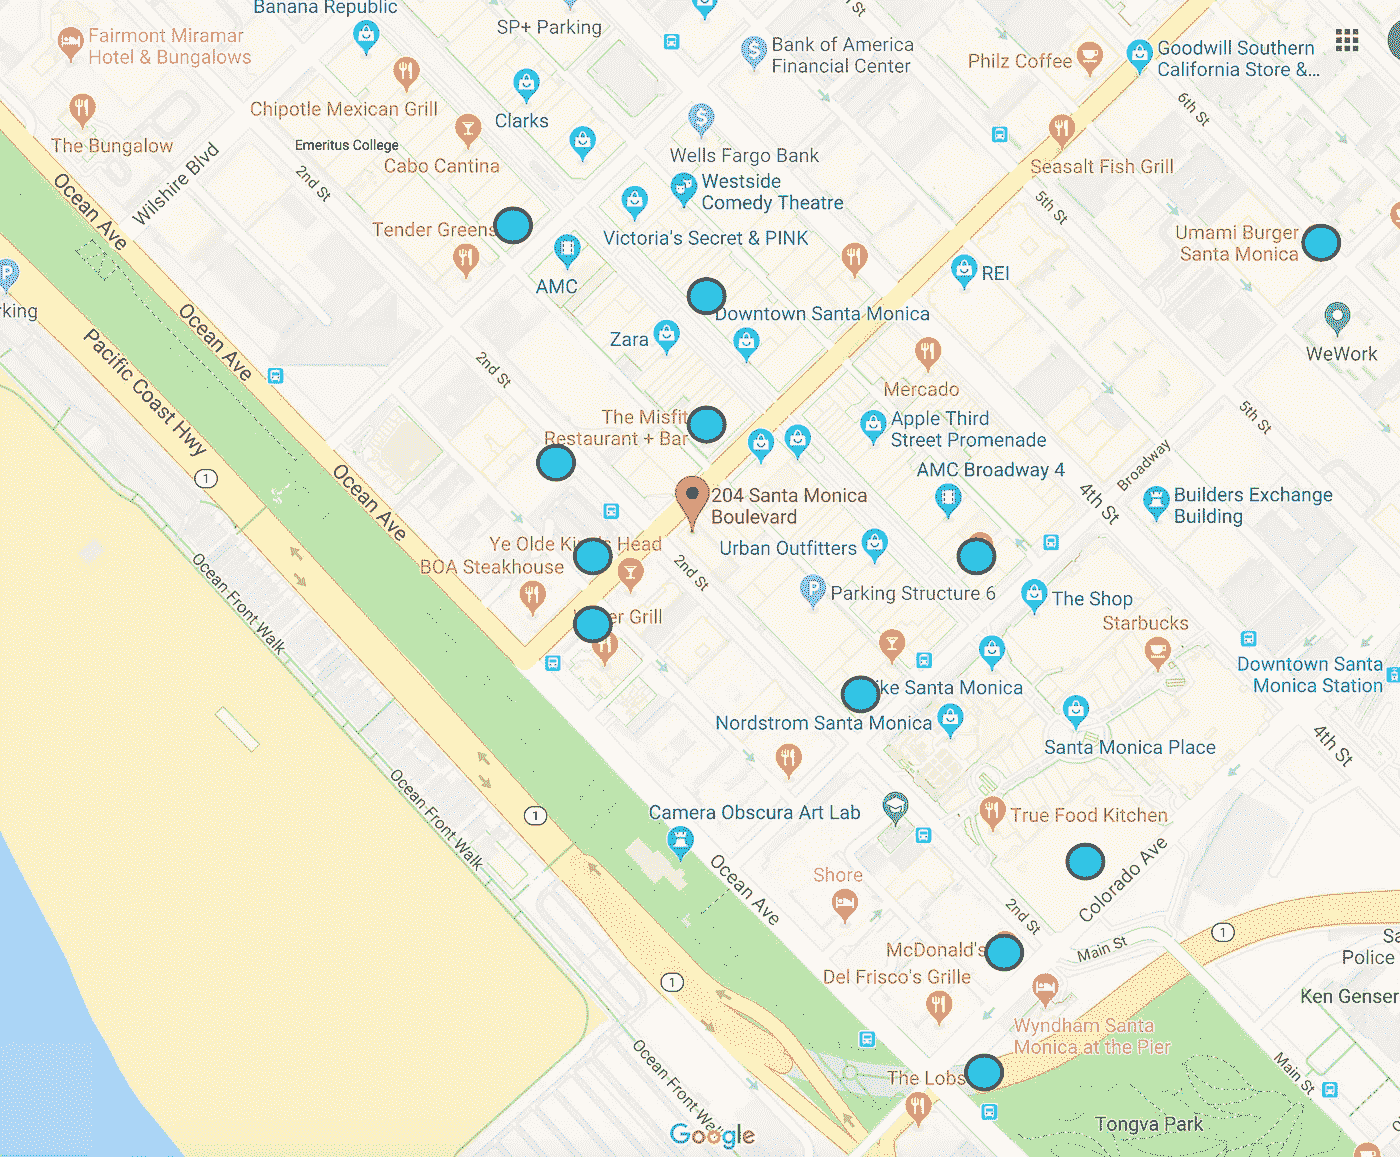 Banana Republic
SP+ Parking
St
Fairmont Miramar
Hotel & Bungalows
Bank of America
Financial Center
Philz Coffee
Goodwill Southern
California Store &...
Chipotle Mexican Grill
Clarks
6th St
The Bungalow
Emeritus College
Cabo Cantina
Wells Fargo Bank
Seasalt Fish Grill
Wilshire Blvd
2nd St
Westside
Comedy Theatre
Ocean Ave
5th St
Tender Greens
Victoria's Secret & PINK
Umami Burger
Santa Monica
AMC
REI
P
rking
Downtown Santa Monica
Ocean Ave
Zara
WeWork
Pacific Coast Hwy
2nd St
Mercado
The Misfit
Restaurant + Bar
Apple Third
Street Promenade
5th St
AMC Broadway 4
Broadway
1
Ocean Ave
204 Santa Monica
Boulevard
4th St
Builders Exchange
Building
Ye Olde King's Head
BOA Steakhouse
Urban Outfitters
2nd St
Ocean Front Walk
P
Parking Structure 6
The Shop
er Grill
Starbucks
Downtown Santa
Monica Station
ke Santa Monica
Nordstrom Santa Monica
Santa Monica Place
4th St
Ocean Front Walk
1
Camera Obscura Art Lab
True Food Kitchen
Ocean Ave
Shore
Colorado Ave
2nd St
1
Main St
McDonald's
Del Frisco's Grille
Sa
Police
1
Ken Genser
Wyndham Santa
Monica at the Pier
Ocean Front Walk
The Lobs
Main St
Tongva Park
Google